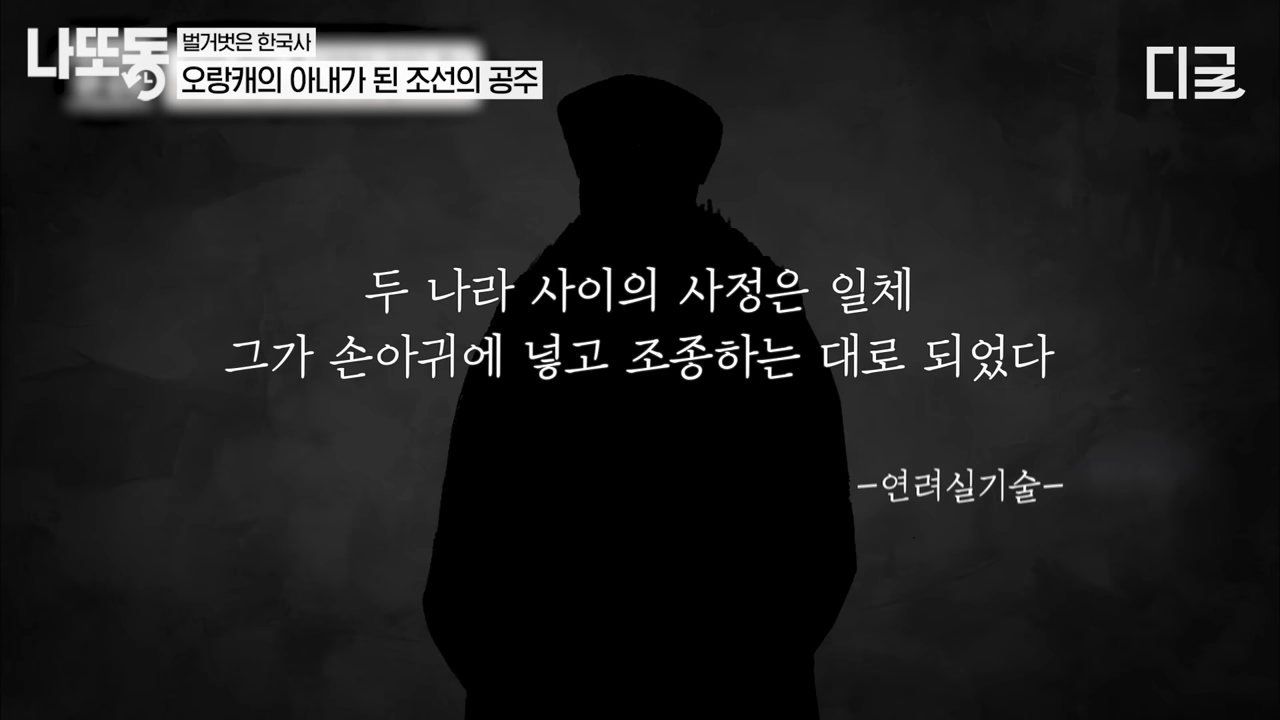 나또동
벌거벗은 한국사
오랑캐의 아내가 된 조선의 공주
디글
두 나라 사이의 사정은 일체
그가 손아귀에 넣고 조종하는 대로 되었다
-연려실기술-